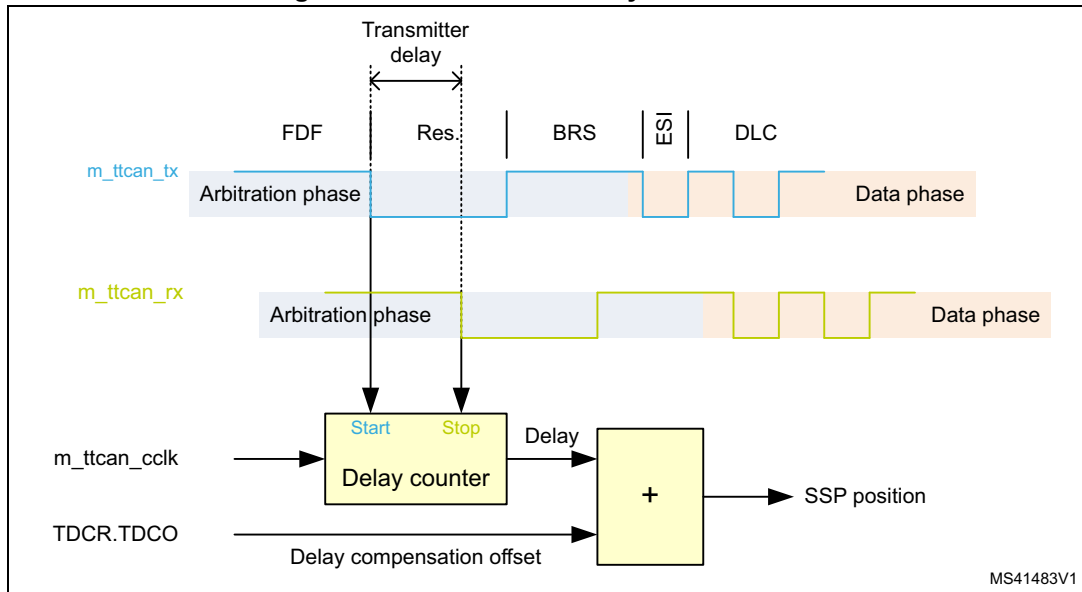 Transmitter
delay
FDF
Res.
BRS
ESI
DLC
m_ttcan_tx
Arbitration phase
Data phase
m_ttcan_rx
Arbitration phase
Data phase
Start
Stop
Delay
m_ttcan_cclk
Delay counter
+
SSP position
TDCR.TDCO
Delay compensation offset
MS41483V1